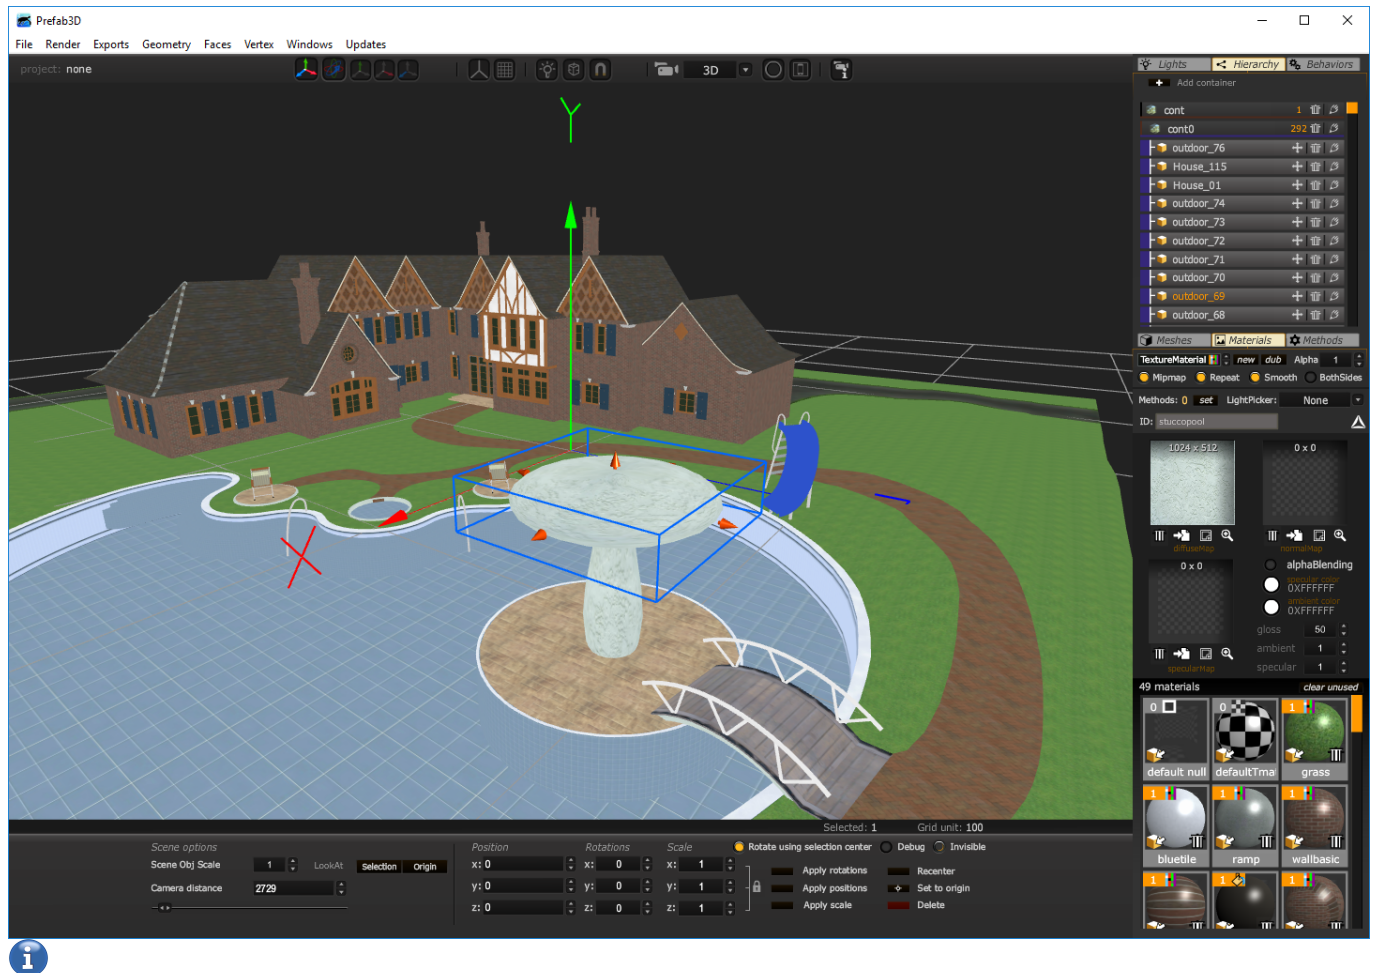 Prefab3D
File Render Exports Geometry Faces Vertex Windows Updates
project: none
3D
Y
X
Lights Hierarchy Behaviors
Add container
cont 1
cont0 292
outdoor_76
House_115
House_01
outdoor_74
outdoor_73
outdoor_72
outdoor_71
outdoor_70
outdoor_69
outdoor_68
Meshes Materials Methods
TextureMaterial new dub Alpha 1
Mipmap Repeat Smooth BothSides
Methods: 0 set LightPicker: None
ID: stuccopool
1024 x 512 0 x 0
diffuseMap normalMap
0 x 0 alphaBlending
specular color
0XFFFFFF
ambient color
0XFFFFFF
gloss 50
ambient 1
specular 1
specularMap
49 materials clear unused
0 0 1
default null defaultTmat grass
1 1 1
bluetile ramp wallbasic
1 1 1
Selected: 1 Grid unit: 100
Scene options Position Rotations Scale Rotate using selection center Debug Invisible
Scene Obj Scale 1 LookAt Selection Origin x: 0 x: 0 x: 1 Apply rotations Recenter
Camera distance 2729 y: 0 y: 0 y: 1 Apply positions Set to origin
z: 0 z: 0 z: 1 Apply scale Delete
i